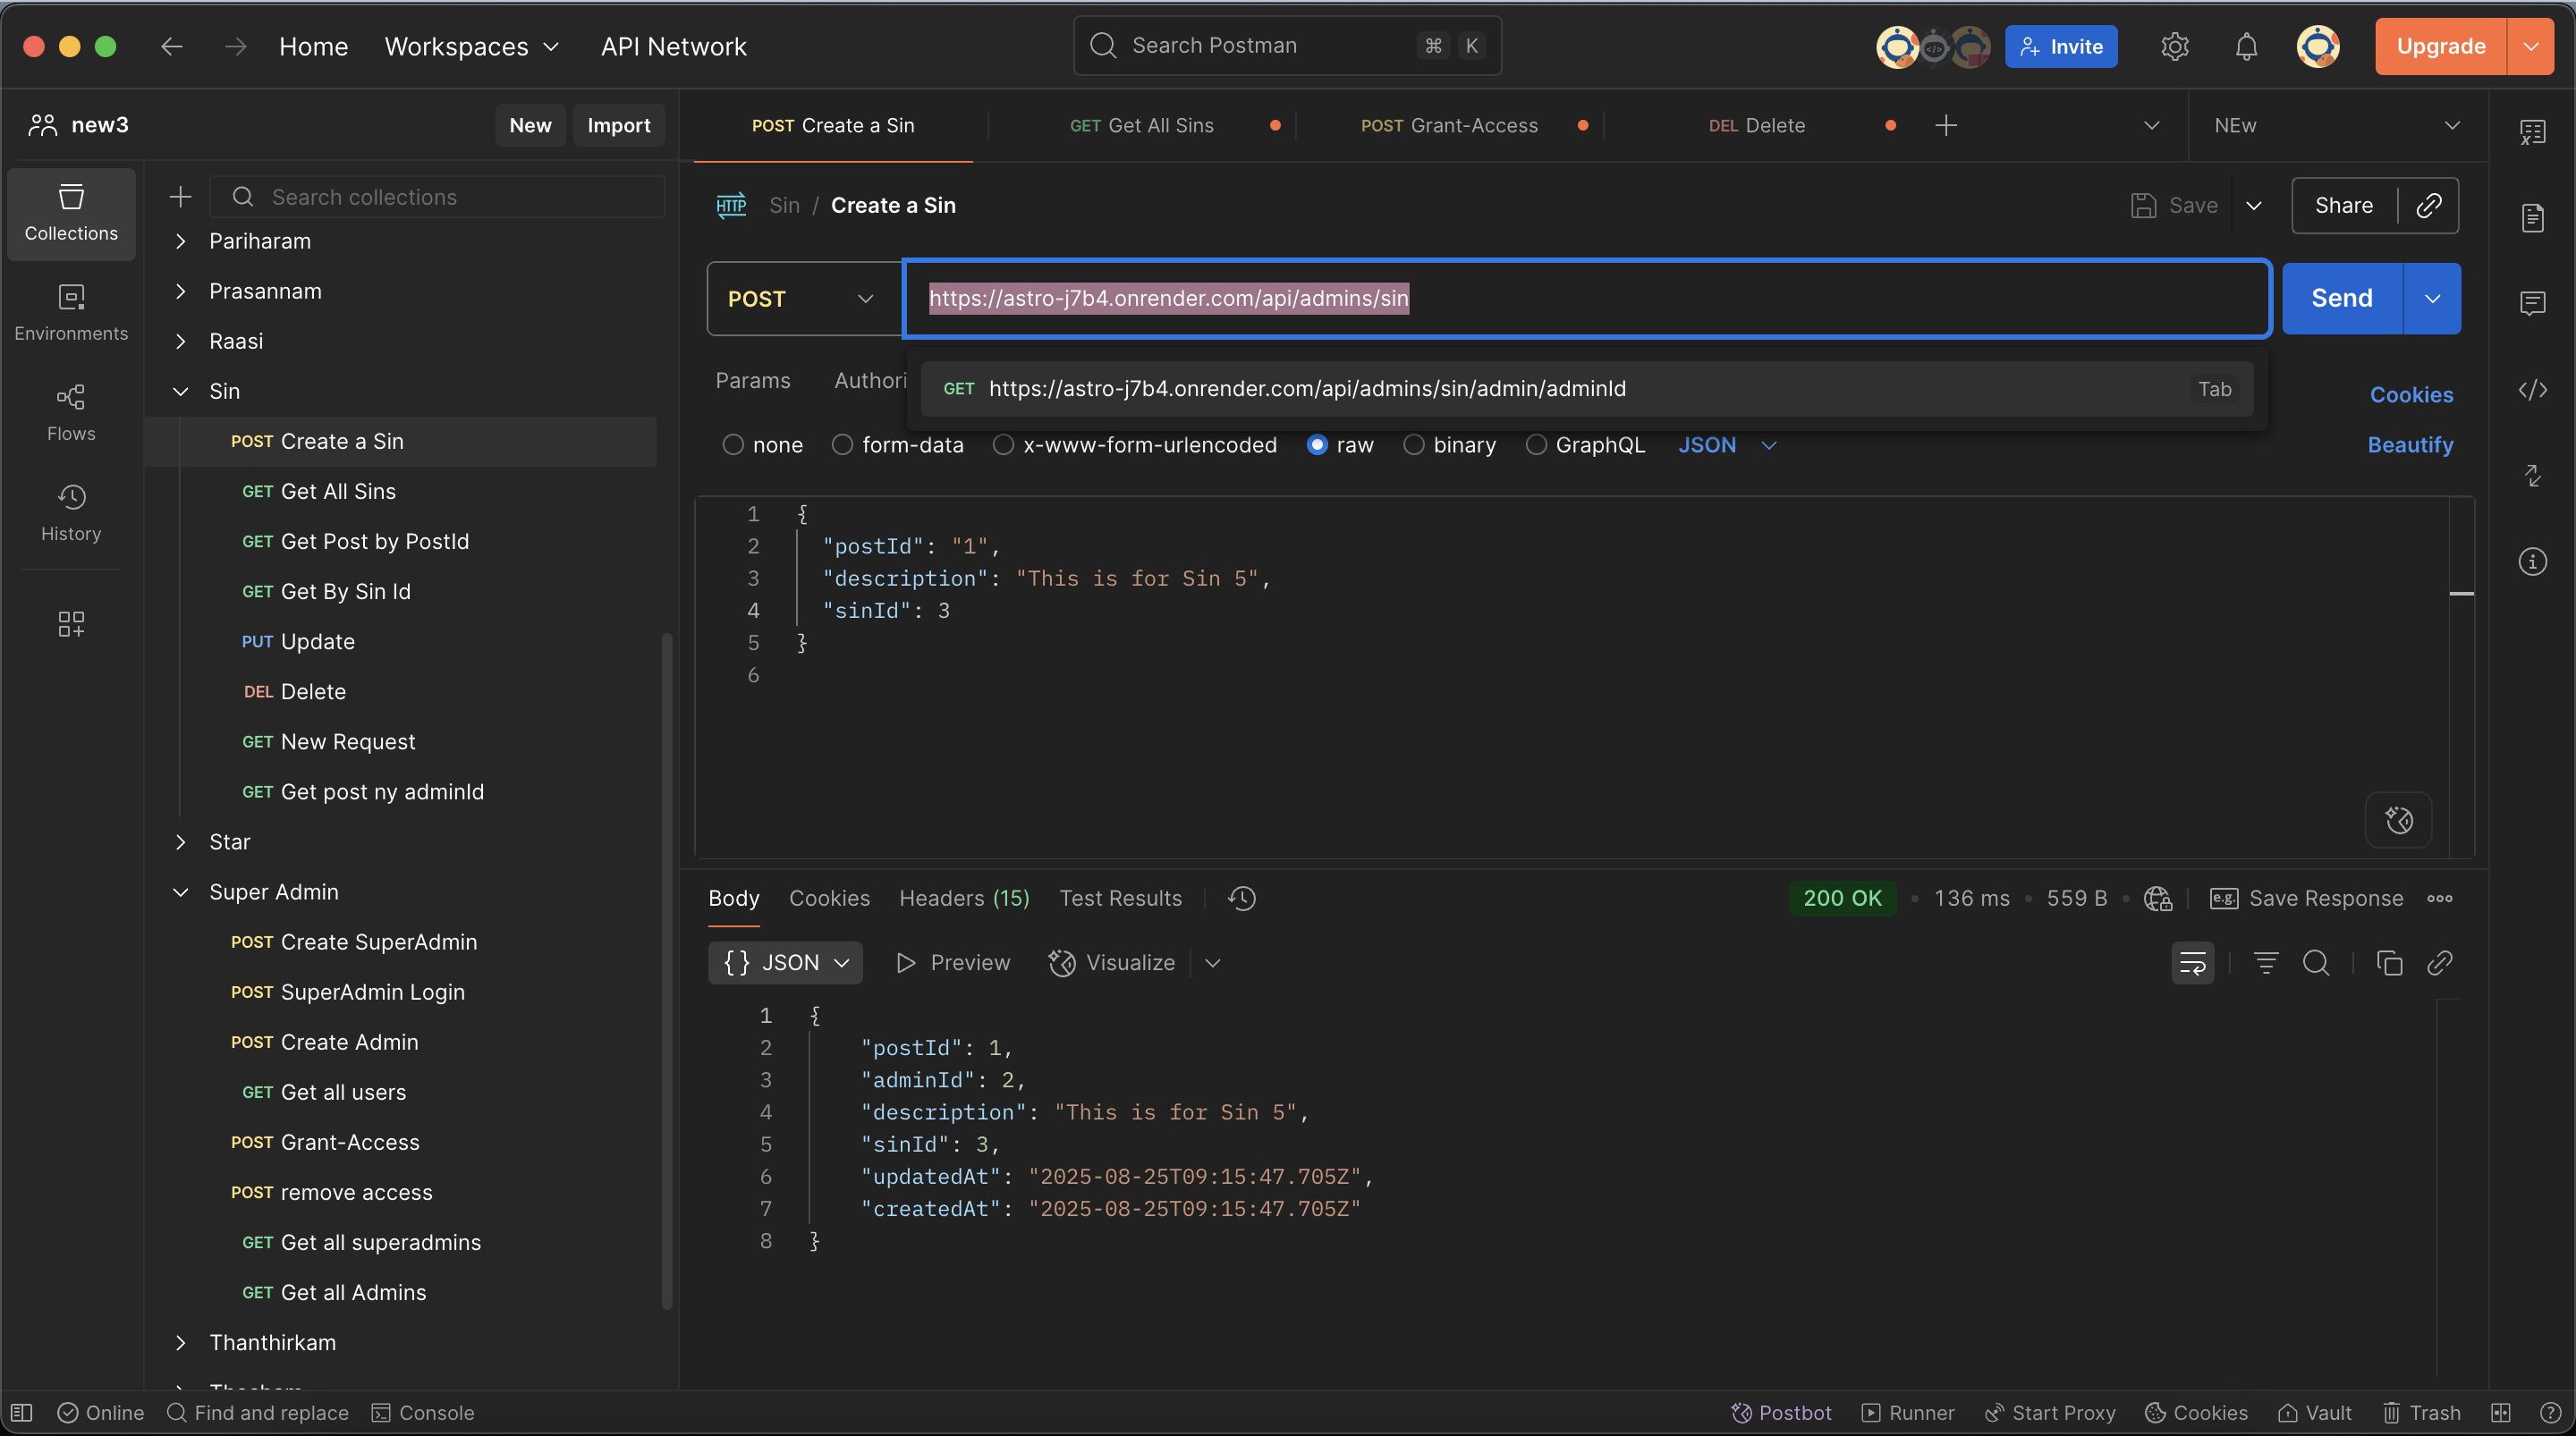 Home Workspaces API Network
Search Postman ⌘ K
Invite
Upgrade
new3
New Import
POST Create a Sin
GET Get All Sins
POST Grant-Access
DEL Delete
NEw
Collections
Environments
Flows
History
Search collections
Pariharam
Prasannam
Raasi
Sin
POST Create a Sin
GET Get All Sins
GET Get Post by PostId
GET Get By Sin Id
PUT Update
DEL Delete
GET New Request
GET Get post ny adminId
Star
Super Admin
POST Create SuperAdmin
POST SuperAdmin Login
POST Create Admin
GET Get all users
POST Grant-Access
POST remove access
GET Get all superadmins
GET Get all Admins
Thanthirkam
HTTP Sin / Create a Sin
Save
Share
POST https://astro-j7b4.onrender.com/api/admins/sin
Send
Params Authori
GET https://astro-j7b4.onrender.com/api/admins/sin/admin/adminId Tab
Cookies
none form-data x-www-form-urlencoded raw binary GraphQL JSON
Beautify
1 {
2 "postId": "1",
3 "description": "This is for Sin 5",
4 "sinId": 3
5 }
6
Body Cookies Headers (15) Test Results
200 OK • 136 ms • 559 B • e.g. Save Response
{} JSON Preview Visualize
1 {
2 "postId": 1,
3 "adminId": 2,
4 "description": "This is for Sin 5",
5 "sinId": 3,
6 "updatedAt": "2025-08-25T09:15:47.705Z",
7 "createdAt": "2025-08-25T09:15:47.705Z"
8 }
Online Find and replace Console
Postbot Runner Start Proxy Cookies Vault Trash